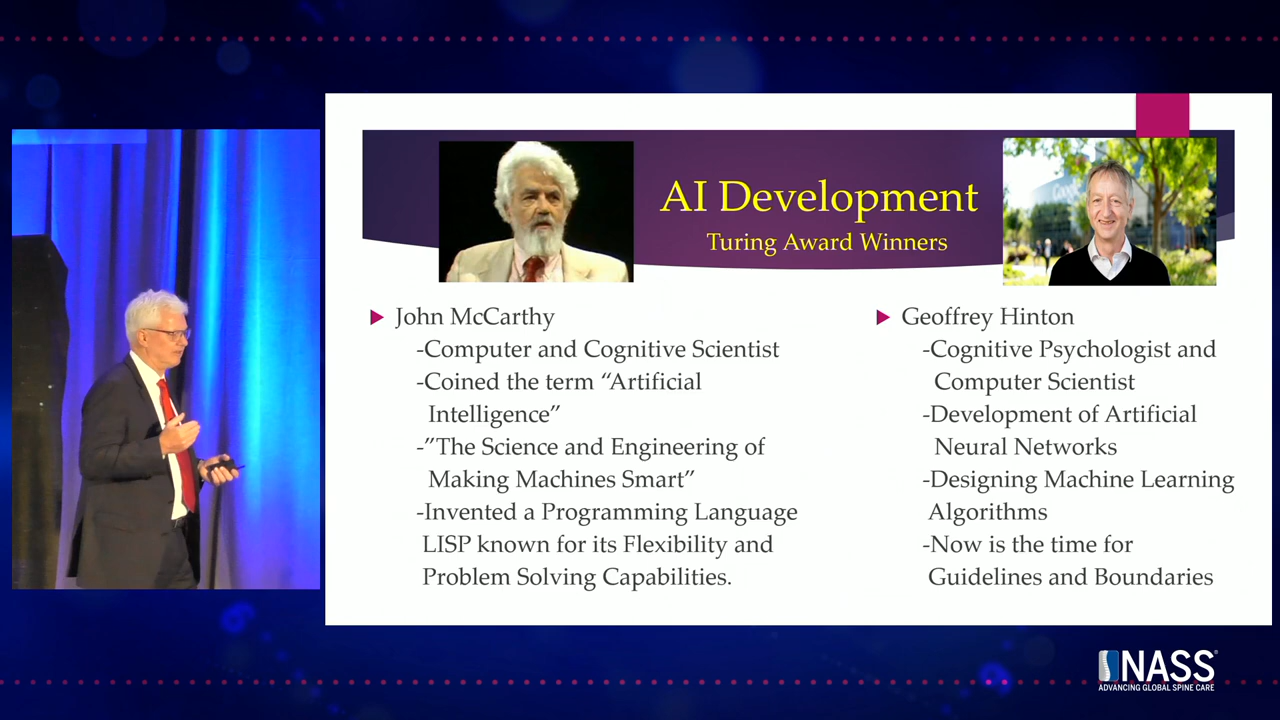 AI Development
Turing Award Winners
John McCarthy
-Computer and Cognitive Scientist
-Coined the term “Artificial
Intelligence”
-”The Science and Engineering of
Making Machines Smart”
-Invented a Programming Language
LISP known for its Flexibility and
Problem Solving Capabilities.
Geoffrey Hinton
-Cognitive Psychologist and
Computer Scientist
-Development of Artificial
Neural Networks
-Designing Machine Learning
Algorithms
-Now is the time for
Guidelines and Boundaries
NASS®
ADVANCING GLOBAL SPINE CARE